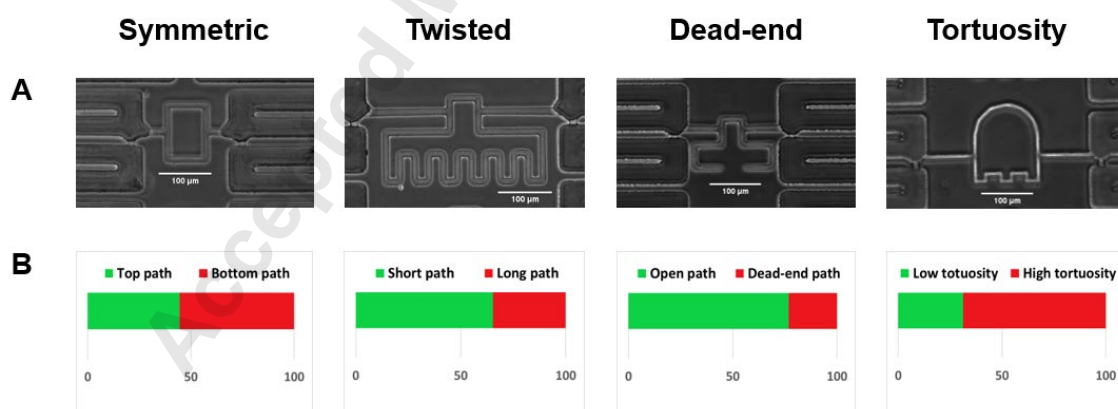 Symmetric Twisted Dead-end Tortuosity
A
100 µm 100 µm 100 µm 100 µm
B
Top path Bottom path Short path Long path Open path Dead-end path Low totuosity High tortuosity
0 50 100 0 50 100 0 50 100 0 50 100
Accepted M